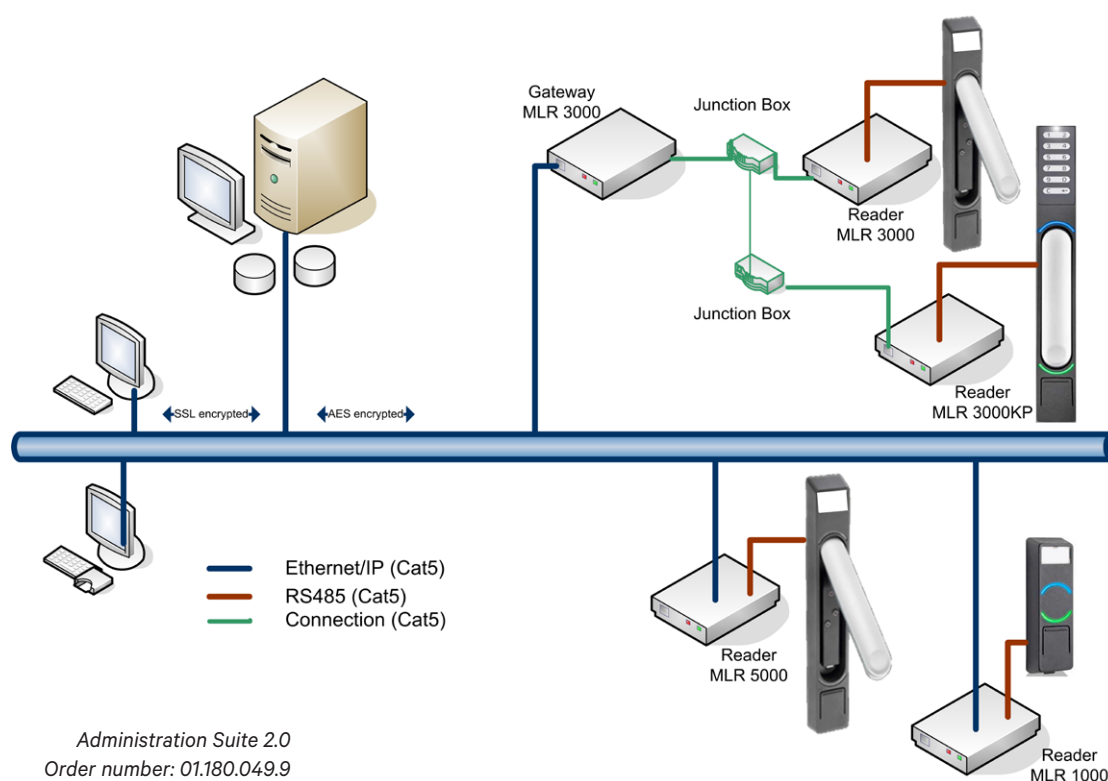 Gateway
MLR 3000
Junction Box
Reader
MLR 3000
Junction Box
Reader
MLR 3000KP
SSL encrypted
AES encrypted
Ethernet/IP (Cat5)
RS485 (Cat5)
Connection (Cat5)
Reader
MLR 5000
Reader
MLR 1000
Administration Suite 2.0
Order number: 01.180.049.9